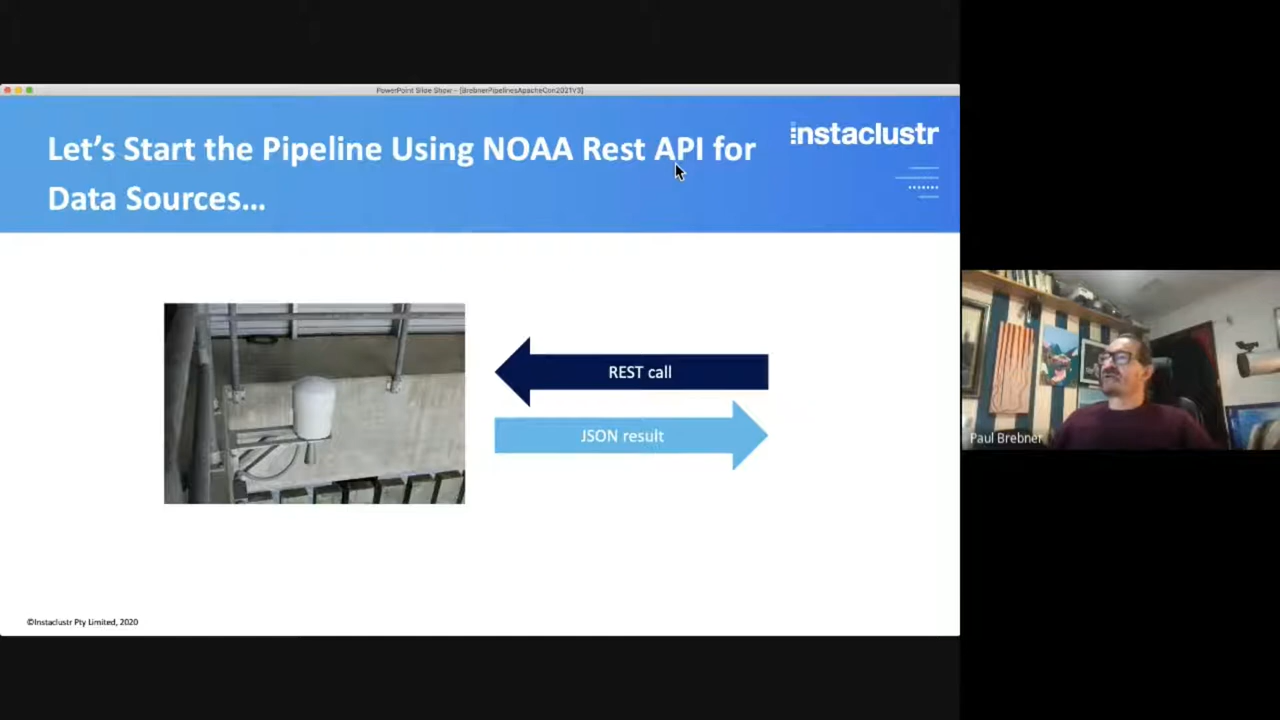 PowerPoint Slide Show - [BrebnerPipelinesApacheCon2021V3]
Let's Start the Pipeline Using NOAA Rest API for
Data Sources...
instaclustr
REST call
JSON result
Paul Brebner
©Instaclustr Pty Limited, 2020